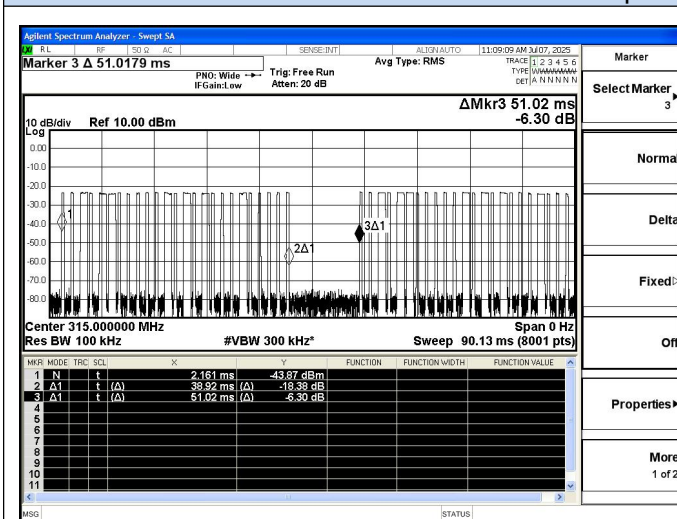 Agilent Spectrum Analyzer - Swept SA
RL RF 50 Ω AC SENSE:INT ALIGN AUTO 11:09:09 AM Jul 07, 2025
Marker 3 Δ 51.0179 ms
PNO: Wide
IFGain:Low
Trig: Free Run
Atten: 20 dB
Avg Type: RMS
TRACE 1 2 3 4 5 6
TYPE
DET A N N N N N
ΔMkr3 51.02 ms
-6.30 dB
10 dB/div Ref 10.00 dBm
Log
0.00
-10.0
-20.0
-30.0
-40.0
-50.0
-60.0
-70.0
-80.0
1
2Δ1
3Δ1
Center 315.000000 MHz Span 0 Hz
Res BW 100 kHz #VBW 300 kHz* Sweep 90.13 ms (8001 pts)
MKR MODE TRC SCL X Y FUNCTION FUNCTION WIDTH FUNCTION VALUE
1 N t 2.161 ms -43.87 dBm
2 Δ1 t (Δ) 38.92 ms (Δ) -18.38 dB
3 Δ1 t (Δ) 51.02 ms (Δ) -6.30 dB
4
5
6
7
8
9
10
11
MSG STATUS
Marker
Select Marker
3
Normal
Delta
Fixed
Off
Properties
More
1 of 2